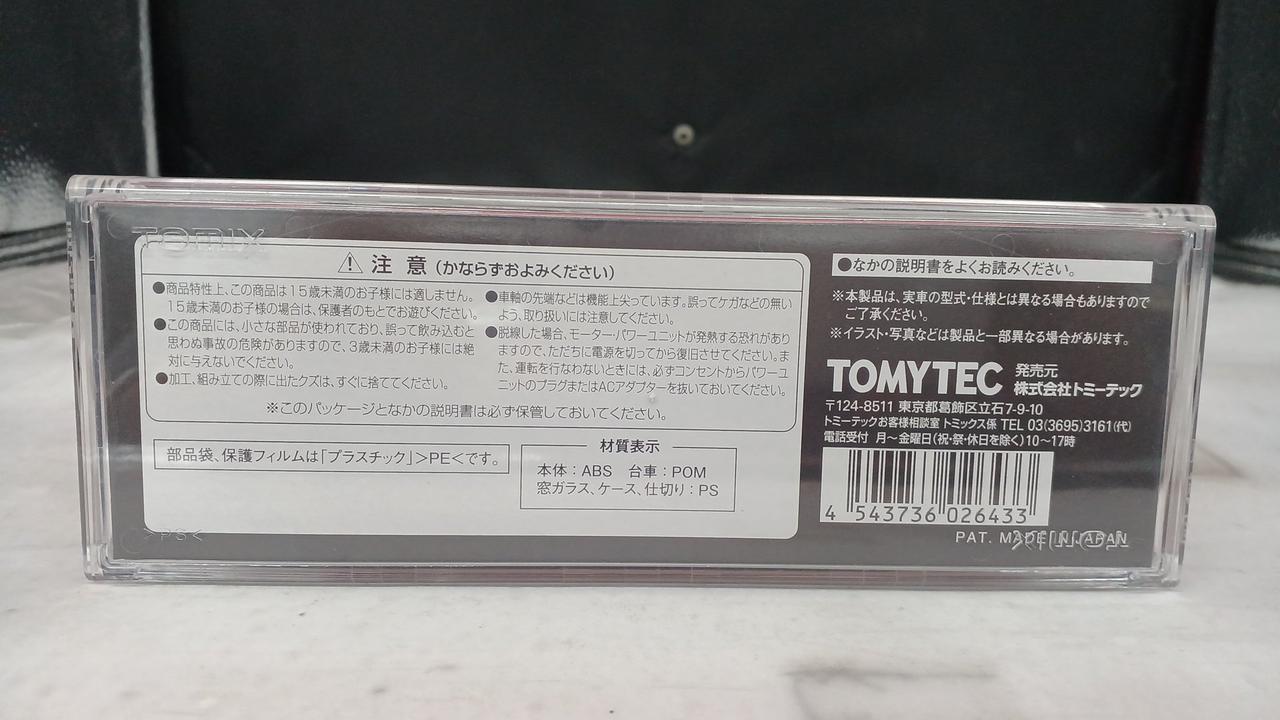 TOMIX
⚠ 注 意 (かならずおよみください)
●商品特性上、この商品は15歳未満のお子様には適しません。
15歳未満のお子様の場合は、保護者のもとでお遊びください。
●この商品には、小さな部品が使われており、誤って飲み込むと
思わぬ事故の危険がありますので、3歳未満のお子様には絶
対に与えないでください。
●加工、組み立ての際に出たクズは、すぐに捨ててください。
●車輪の先端などは機能上尖っています。誤ってケガなどの無い
よう、取り扱いには注意してください。
●脱線した場合、モーター・パワーユニットが発熱する恐れがあり
ますので、ただちに電源を切ってから復旧させてください。ま
た、運転を行なわないときには、必ずコンセントからパワーユ
ニットのプラグまたはACアダプターを抜いておいてください。
※このパッケージとなかの説明書は必ず保管しておいてください。
部品袋、保護フィルムは「プラスチック」>PE<です。
材質表示
本体:ABS 台車:POM
窓ガラス、ケース、仕切り:PS
>PS<
●なかの説明書をよくお読みください。
※本製品は、実車の型式・仕様とは異なる場合もありますので
ご了承ください。
※イラスト・写真などは製品と一部異なる場合があります。
TOMYTEC 発売元 株式会社トミーテック
〒124-8511 東京都葛飾区立石7-9-10
トミーテックお客様相談室 トミックス係 TEL 03(3695)3161(代)
電話受付 月~金曜日(祝・祭・休日を除く)10~17時
4 543736 026433
PAT. MADE IN JAPAN
TOMIX